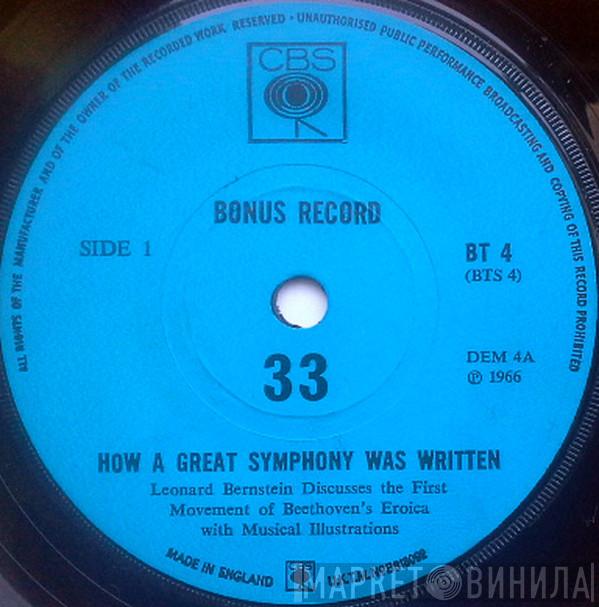 ALL RIGHTS OF THE MANUFACTURER AND OF THE OWNER OF THE RECORDED WORK RESERVED · UNAUTHORISED PUBLIC PERFORMANCE BROADCASTING AND COPYING OF THIS RECORD PROHIBITED
CBS
BONUS RECORD
SIDE 1
BT 4
(BTS 4)
33
DEM 4A
℗ 1966
HOW A GREAT SYMPHONY WAS WRITTEN
Leonard Bernstein Discusses the First
Movement of Beethoven's Eroica
with Musical Illustrations
MADE IN ENGLAND
CBS
МАРКЕТ ВИНИЛА